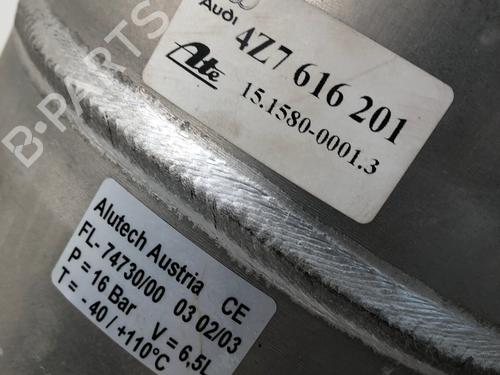 Audi
4Z7 616 201
Ate
15.1580-0001.3
Alutech Austria CE
FL- 74730/00 03 02/03
P = 16 Bar V = 6.5L
T = - 40 / +110°C
B-PARTS